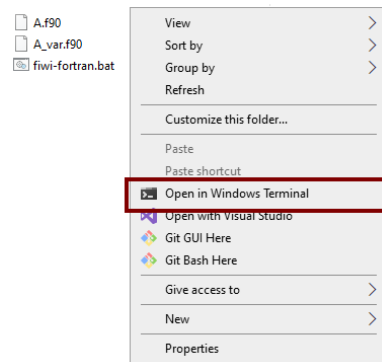 A.f90
A_var.f90
fiwi-fortran.bat
View
Sort by
Group by
Refresh
Customize this folder...
Paste
Paste shortcut
Open in Windows Terminal
Open with Visual Studio
Git GUI Here
Git Bash Here
Give access to
New
Properties